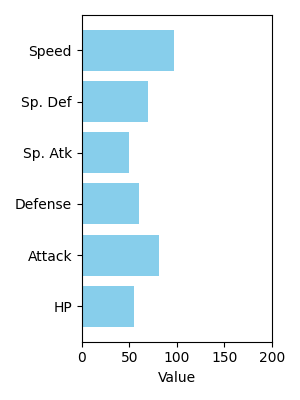 Speed
Sp. Def
Sp. Atk
Defense
Attack
HP
0 50 100 150 200
Value